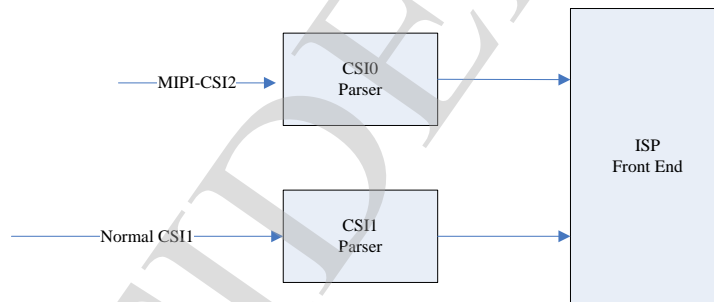 MIPI-CSI2
CSI0
Parser
ISP
Front End
Normal CSI1
CSI1
Parser